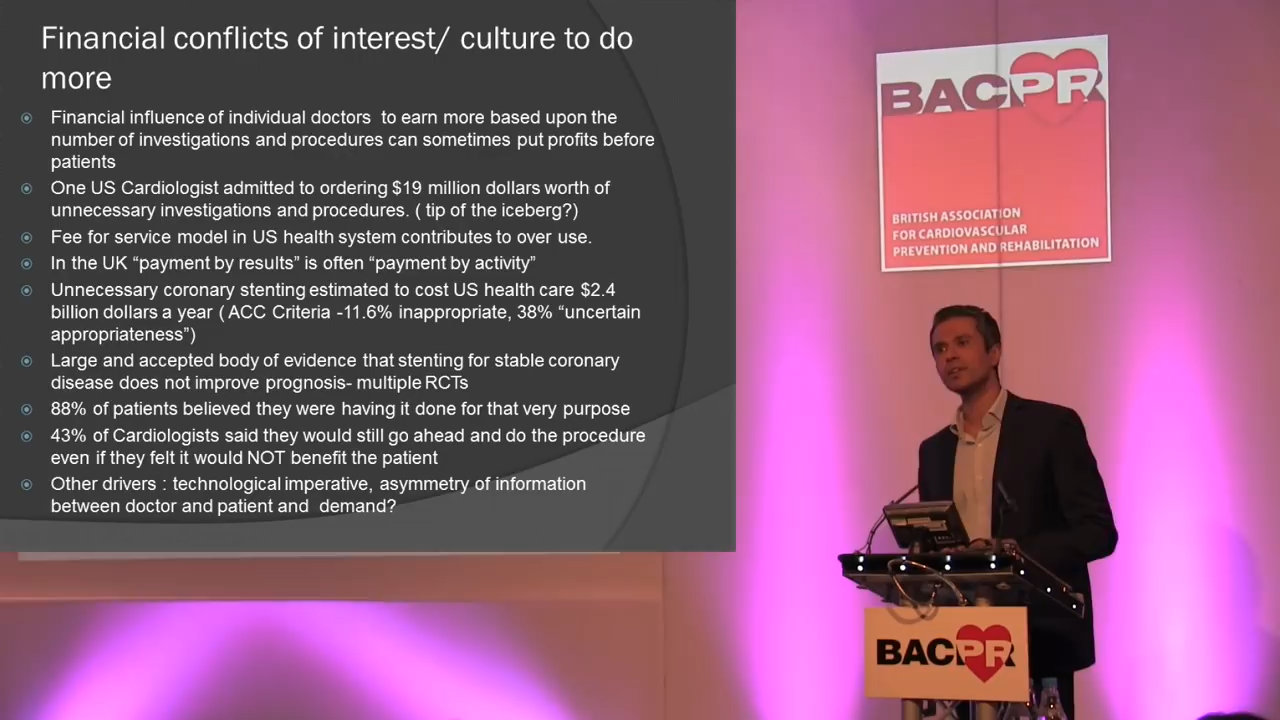 Financial conflicts of interest/ culture to do
more
Financial influence of individual doctors to earn more based upon the
number of investigations and procedures can sometimes put profits before
patients
One US Cardiologist admitted to ordering $19 million dollars worth of
unnecessary investigations and procedures. ( tip of the iceberg?)
Fee for service model in US health system contributes to over use.
In the UK “payment by results” is often “payment by activity”
Unnecessary coronary stenting estimated to cost US health care $2.4
billion dollars a year ( ACC Criteria -11.6% inappropriate, 38% “uncertain
appropriateness”)
Large and accepted body of evidence that stenting for stable coronary
disease does not improve prognosis- multiple RCTs
88% of patients believed they were having it done for that very purpose
43% of Cardiologists said they would still go ahead and do the procedure
even if they felt it would NOT benefit the patient
Other drivers : technological imperative, asymmetry of information
between doctor and patient and demand?
BACPR
BRITISH ASSOCIATION
FOR CARDIOVASCULAR
PREVENTION AND REHABILITATION
BACPR